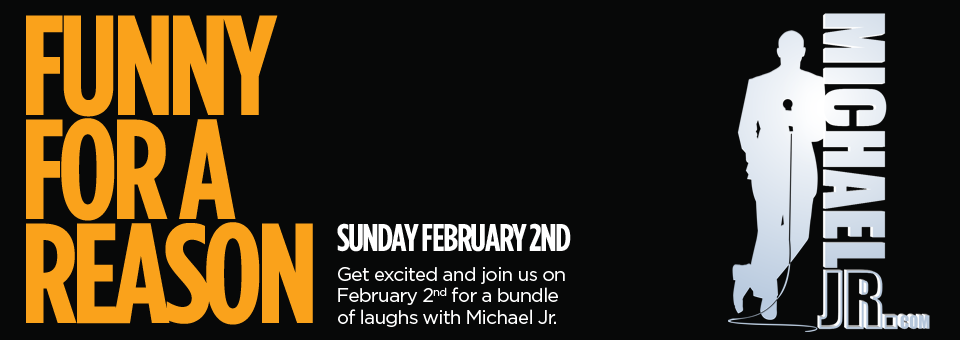 FUNNY
FOR A
REASON
SUNDAY FEBRUARY 2ND
Get excited and join us on
February 2nd for a bundle
of laughs with Michael Jr.
MICHAEL
JR.COM